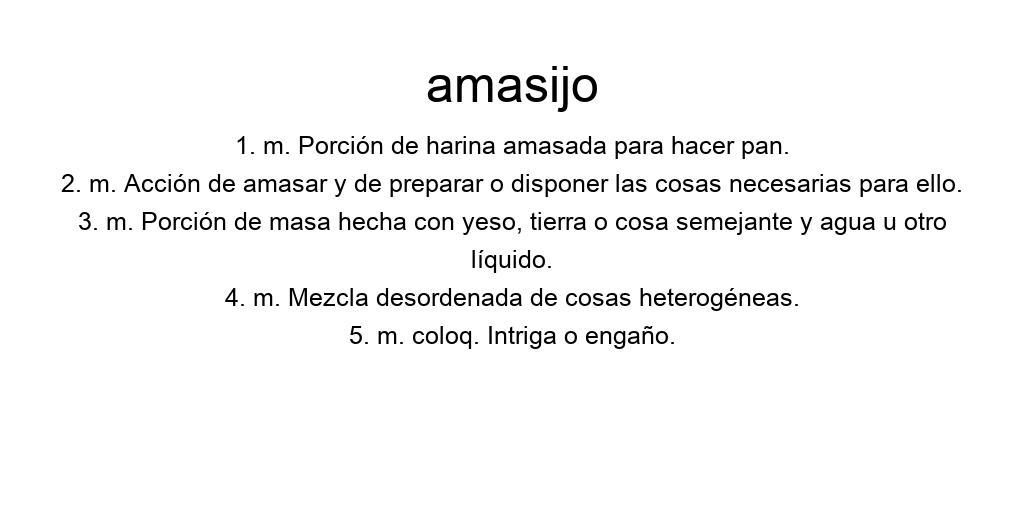 amasijo
1. m. Porción de harina amasada para hacer pan.
2. m. Acción de amasar y de preparar o disponer las cosas necesarias para ello.
3. m. Porción de masa hecha con yeso, tierra o cosa semejante y agua u otro
líquido.
4. m. Mezcla desordenada de cosas heterogéneas.
5. m. coloq. Intriga o engaño.